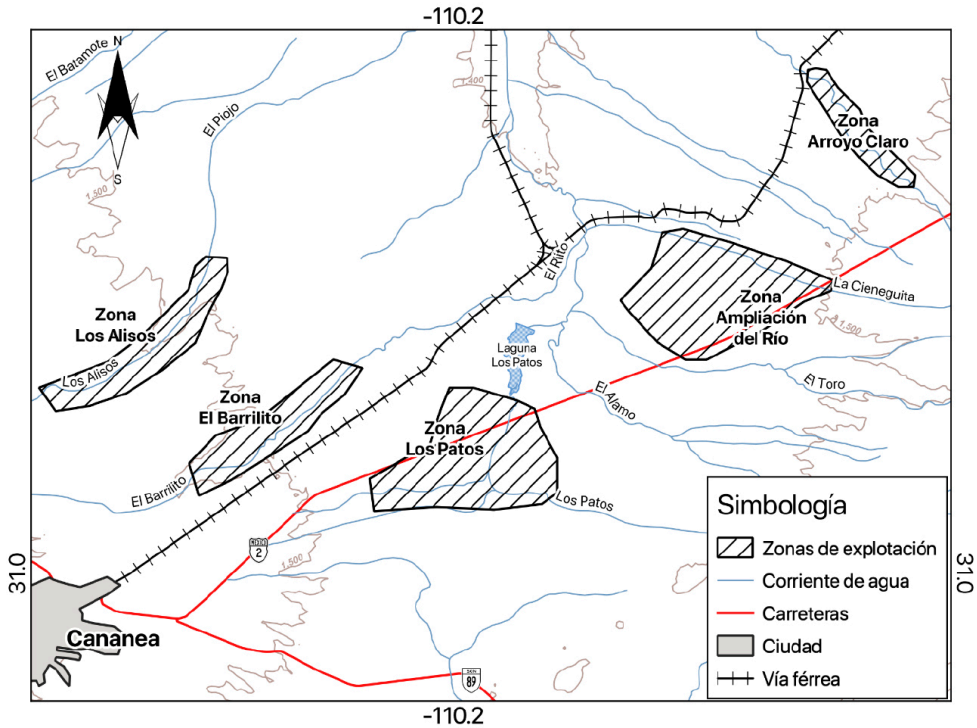 -110.2
El Batamote
N
S
El Piojo
1,400
1,500
Zona
Arroyo Claro
El Riito
La Cieneguita
Zona
Ampliación
del Río
1,500
Zona
Los Alisos
Los Alisos
Laguna
Los Patos
El Toro
El Alamo
Zona
El Barrilito
Zona
Los Patos
El Barrilito
Los Patos
2
1,500
31.0
31.0
Cananea
89
-110.2
Simbología
Zonas de explotación
Corriente de agua
Carreteras
Ciudad
Vía férrea